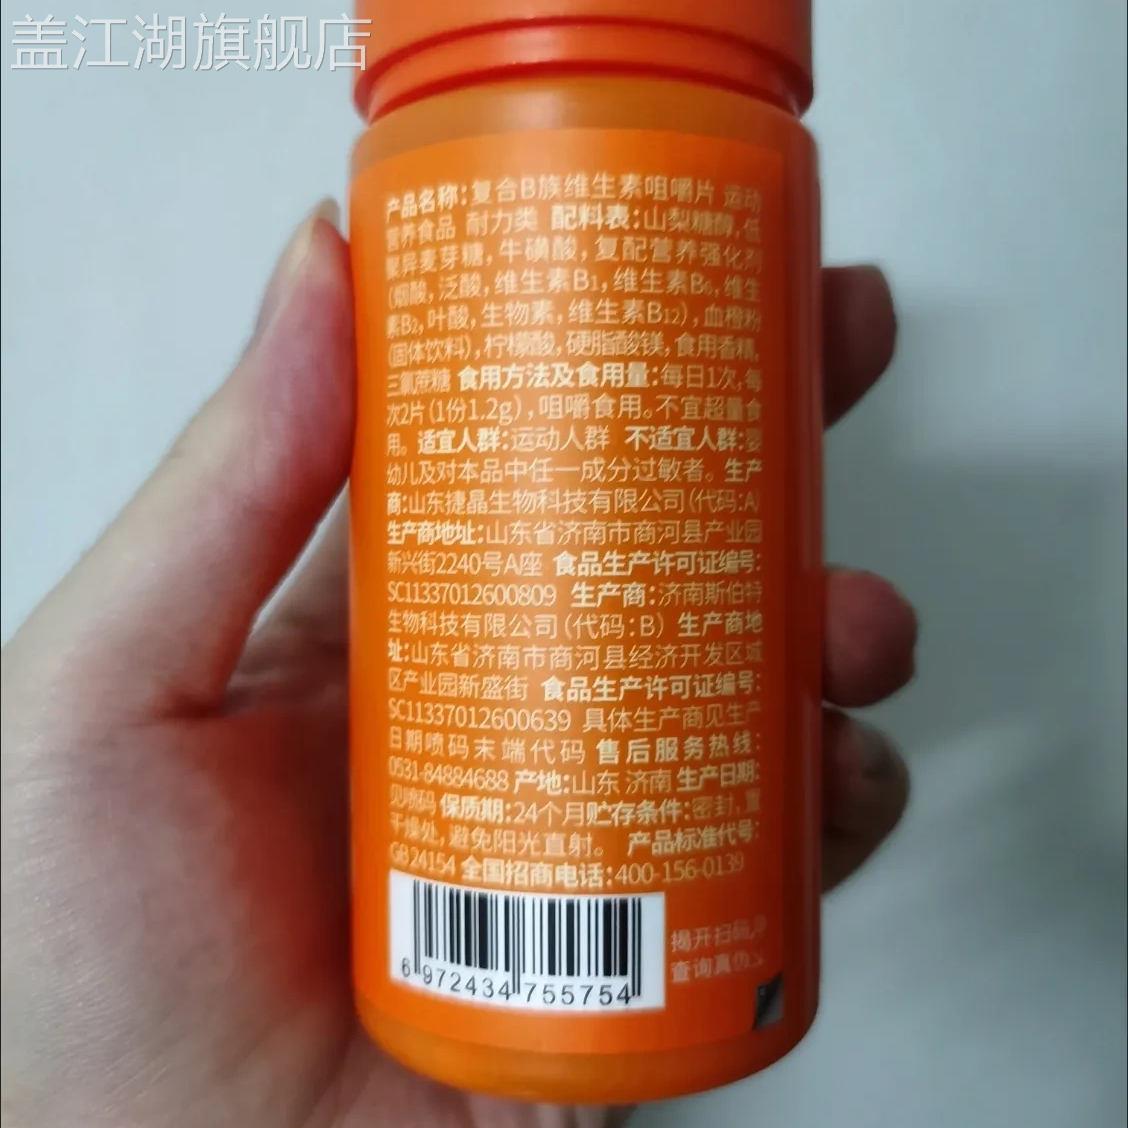 盖江湖旗舰店
产品名称:复合B族维生素咀嚼片 运动
营养食品 耐力类 配料表:山梨糖醇,低
聚异麦芽糖,牛磺酸,复配营养强化剂
(烟酸,泛酸,维生素B₁,维生素B₆,维生
素B₂,叶酸,生物素,维生素B₁₂),血橙粉
(固体饮料),柠檬酸,硬脂酸镁,食用香精,
三氯蔗糖 食用方法及食用量:每日1次,每
次2片(1份1.2g),咀嚼食用。不宜超量食
用。适宜人群:运动人群 不适宜人群:婴
幼儿及对本品中任一成分过敏者。生产
商:山东捷晶生物科技有限公司(代码:A)
生产商地址:山东省济南市商河县产业园
新兴街2240号A座 食品生产许可证编号:
SC11337012600809 生产商:济南斯伯特
生物科技有限公司(代码:B) 生产商地
址:山东省济南市商河县经济开发区城
区产业园新盛街 食品生产许可证编号:
SC11337012600639 具体生产商见生产
日期喷码末端代码 售后服务热线:
0531-84884688 产地:山东 济南 生产日期:
见喷码 保质期:24个月贮存条件:密封,置
干燥处,避免阳光直射。 产品标准代号:
GB 24154 全国招商电话:400-156-0139
揭开扫码,
查询真伪
6 972434 755754